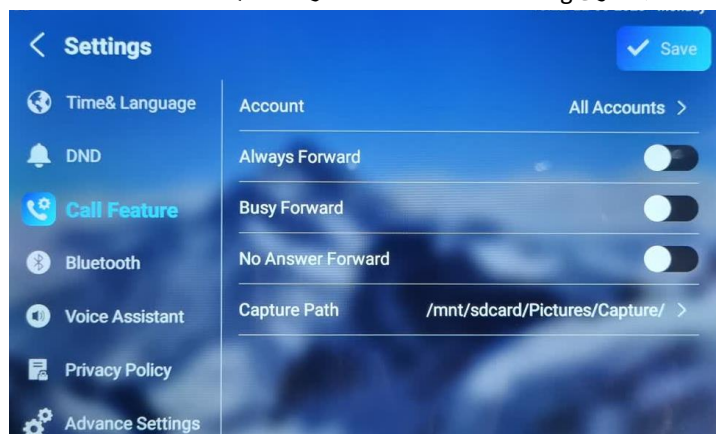 Settings
Save
Time& Language
DND
Call Feature
Bluetooth
Voice Assistant
Privacy Policy
Advance Settings
Account
All Accounts
Always Forward
Busy Forward
No Answer Forward
Capture Path
/mnt/sdcard/Pictures/Capture/